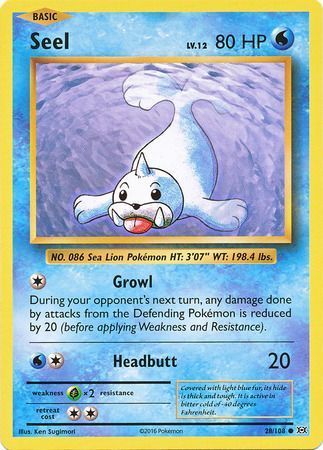 BASIC
Seel LV.12 80 HP
NO. 086 Sea Lion Pokémon HT: 3'07" WT: 198.4 lbs.
Growl
During your opponent's next turn, any damage done
by attacks from the Defending Pokémon is reduced
by 20 (before applying Weakness and Resistance).
Headbutt 20
weakness ×2 resistance
retreat
cost
Covered with light blue fur, its hide
is thick and tough. It is active in
bitter cold of -40 degrees
Fahrenheit.
Illus. Ken Sugimori ©2016 Pokémon 28/108